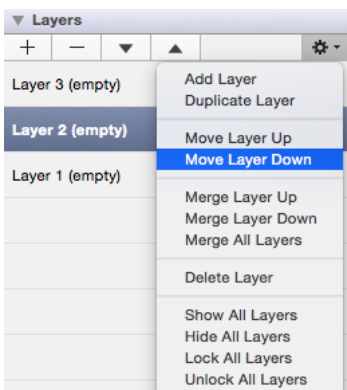 Layers
Layer 3 (empty)
Layer 2 (empty)
Layer 1 (empty)
Add Layer
Duplicate Layer
Move Layer Up
Move Layer Down
Merge Layer Up
Merge Layer Down
Merge All Layers
Delete Layer
Show All Layers
Hide All Layers
Lock All Layers
Unlock All Layers